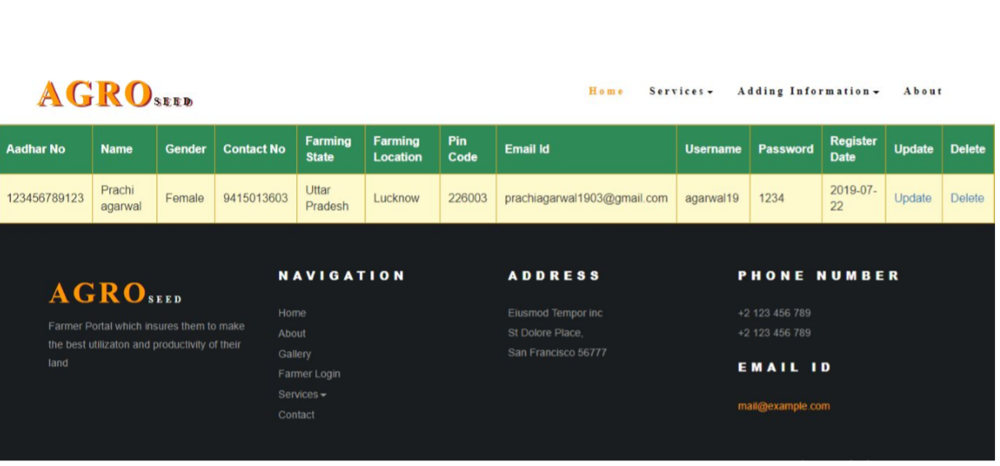 AGRO SEED
Home Services Adding Information About
Aadhar No Name Gender Contact No Farming State Farming Location Pin Code Email Id Username Password Register Date Update Delete
123456789123 Prachi agarwal Female 9415013603 Uttar Pradesh Lucknow 226003 prachiagarwal1903@gmail.com agarwal19 1234 2019-07-22 Update Delete
AGRO SEED
Farmer Portal which insures them to make
the best utilizaton and productivity of their
land
NAVIGATION
Home
About
Gallery
Farmer Login
Services
Contact
ADDRESS
Eiusmod Tempor inc
St Dolore Place,
San Francisco 56777
PHONE NUMBER
+2 123 456 789
+2 123 456 789
EMAIL ID
mail@example.com